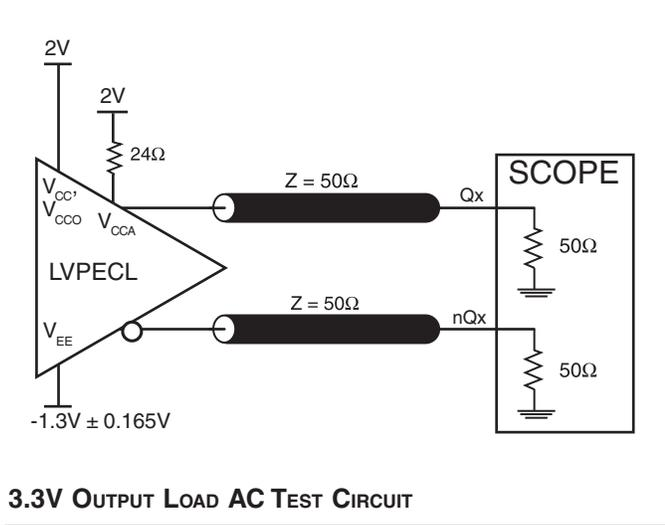 2V
2V
24Ω
SCOPE
Z = 50Ω
Qx
VCC,
VCCO
VCCA
50Ω
LVPECL
Z = 50Ω
nQx
VEE
50Ω
-1.3V ± 0.165V
3.3V OUTPUT LOAD AC TEST CIRCUIT